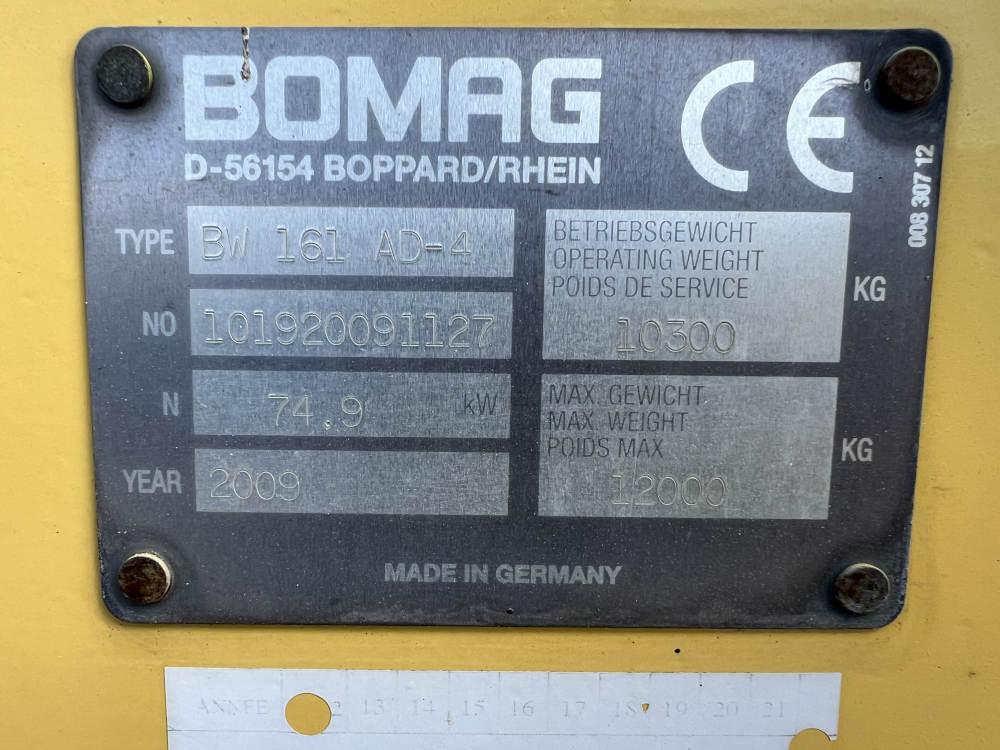 BOMAG CE
D-56154 BOPPARD/RHEIN
008 307 12
TYPE BW 161 AD-4
NO 101920091127
N 74.9 kW
YEAR 2009
BETRIEBSGEWICHT
OPERATING WEIGHT
POIDS DE SERVICE
10300 KG
MAX. GEWICHT
MAX. WEIGHT
POIDS MAX
12000 KG
MADE IN GERMANY
ANNEE 13 14 15 16 17 18 19 20 21